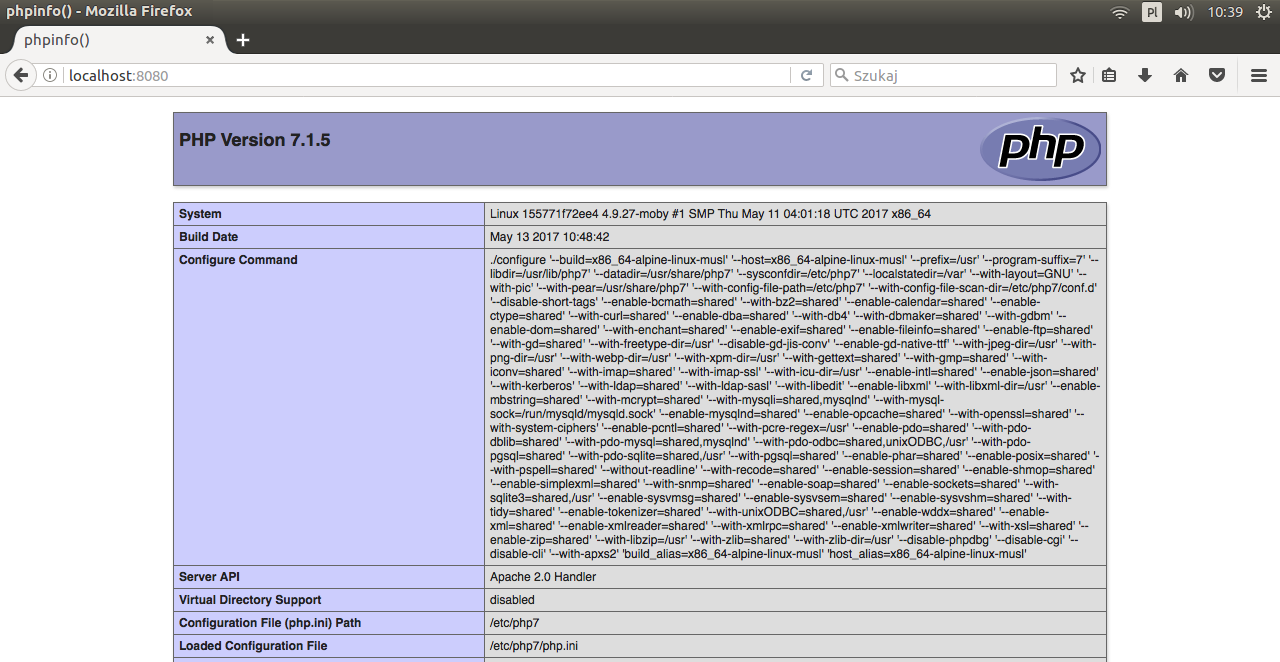 phpinfo() - Mozilla Firefox
Pl
10:39
phpinfo()
localhost:8080
Szukaj
PHP Version 7.1.5
php
System
Linux 155771f72ee4 4.9.27-moby #1 SMP Thu May 11 04:01:18 UTC 2017 x86_64
Build Date
May 13 2017 10:48:42
Configure Command
./configure '--build=x86_64-alpine-linux-musl' '--host=x86_64-alpine-linux-musl' '--prefix=/usr' '--program-suffix=7' '--
libdir=/usr/lib/php7' '--datadir=/usr/share/php7' '--sysconfdir=/etc/php7' '--localstatedir=/var' '--with-layout=GNU' '--
with-pic' '--with-pear=/usr/share/php7' '--with-config-file-path=/etc/php7' '--with-config-file-scan-dir=/etc/php7/conf.d'
'--disable-short-tags' '--enable-bcmath=shared' '--with-bz2=shared' '--enable-calendar=shared' '--enable-
ctype=shared' '--with-curl=shared' '--enable-dba=shared' '--with-db4' '--with-dbmaker=shared' '--with-gdbm' '--
enable-dom=shared' '--with-enchant=shared' '--enable-exif=shared' '--enable-fileinfo=shared' '--enable-ftp=shared'
'--with-gd=shared' '--with-freetype-dir=/usr' '--disable-gd-jis-conv' '--enable-gd-native-ttf' '--with-jpeg-dir=/usr' '--with-
png-dir=/usr' '--with-webp-dir=/usr' '--with-xpm-dir=/usr' '--with-gettext=shared' '--with-gmp=shared' '--with-
iconv=shared' '--with-imap=shared' '--with-imap-ssl' '--with-icu-dir=/usr' '--enable-intl=shared' '--enable-json=shared'
'--with-kerberos' '--with-ldap=shared' '--with-ldap-sasl' '--with-libedit' '--enable-libxml' '--with-libxml-dir=/usr' '--enable-
mbstring=shared' '--with-mcrypt=shared' '--with-mysqli=shared,mysqlnd' '--with-mysql-
sock=/run/mysqld/mysqld.sock' '--enable-mysqlnd=shared' '--enable-opcache=shared' '--with-openssl=shared' '--
with-system-ciphers' '--enable-pcntl=shared' '--with-pcre-regex=/usr' '--enable-pdo=shared' '--with-pdo-
dblib=shared' '--with-pdo-mysql=shared,mysqlnd' '--with-pdo-odbc=shared,unixODBC,/usr' '--with-pdo-
pgsql=shared' '--with-pdo-sqlite=shared,/usr' '--with-pgsql=shared' '--enable-phar=shared' '--enable-posix=shared' '-
-with-pspell=shared' '--without-readline' '--with-recode=shared' '--enable-session=shared' '--enable-shmop=shared'
'--enable-simplexml=shared' '--with-snmp=shared' '--enable-soap=shared' '--enable-sockets=shared' '--with-
sqlite3=shared,/usr' '--enable-sysvmsg=shared' '--enable-sysvsem=shared' '--enable-sysvshm=shared' '--with-
tidy=shared' '--enable-tokenizer=shared' '--with-unixODBC=shared,/usr' '--enable-wddx=shared' '--enable-
xml=shared' '--enable-xmlreader=shared' '--with-xmlrpc=shared' '--enable-xmlwriter=shared' '--with-xsl=shared' '--
enable-zip=shared' '--with-libzip=/usr' '--with-zlib=shared' '--with-zlib-dir=/usr' '--disable-phpdbg' '--disable-cgi' '--
disable-cli' '--with-apxs2' 'build_alias=x86_64-alpine-linux-musl' 'host_alias=x86_64-alpine-linux-musl'
Server API
Apache 2.0 Handler
Virtual Directory Support
disabled
Configuration File (php.ini) Path
/etc/php7
Loaded Configuration File
/etc/php7/php.ini